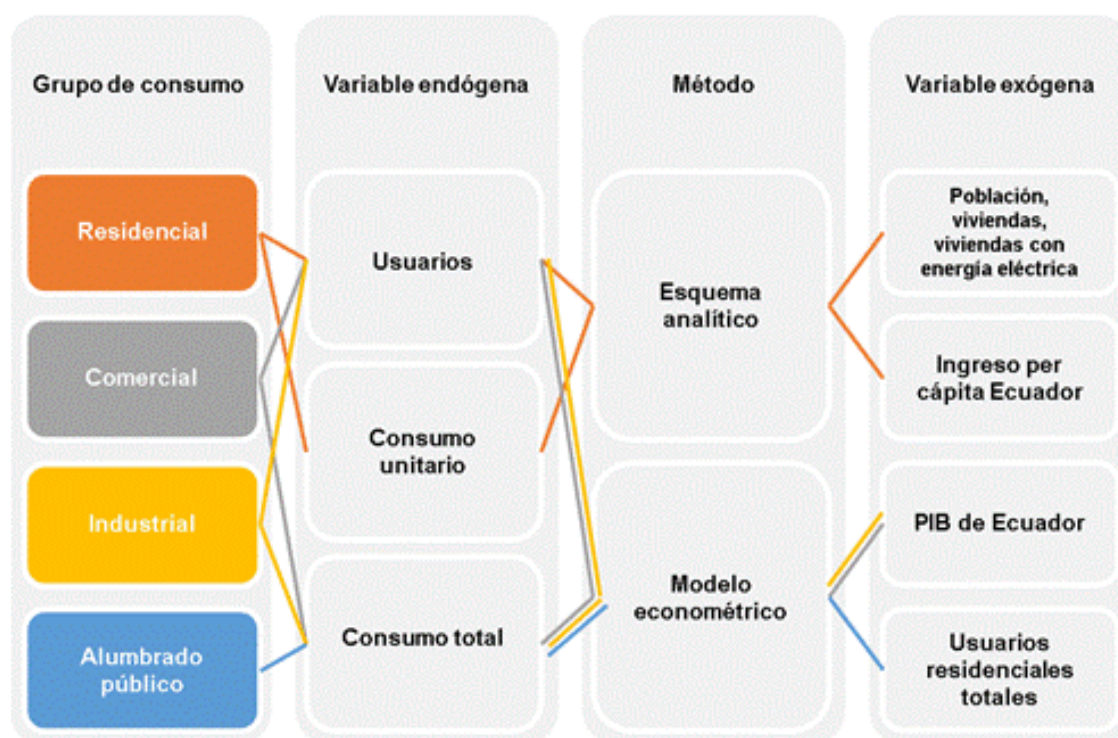 Grupo de consumo
Variable endógena
Método
Variable exógena
Residencial
Comercial
Industrial
Alumbrado
público
Usuarios
Consumo
unitario
Consumo total
Esquema
analítico
Modelo
econométrico
Población,
viviendas,
viviendas con
energía eléctrica
Ingreso per
cápita Ecuador
PIB de Ecuador
Usuarios
residenciales
totales